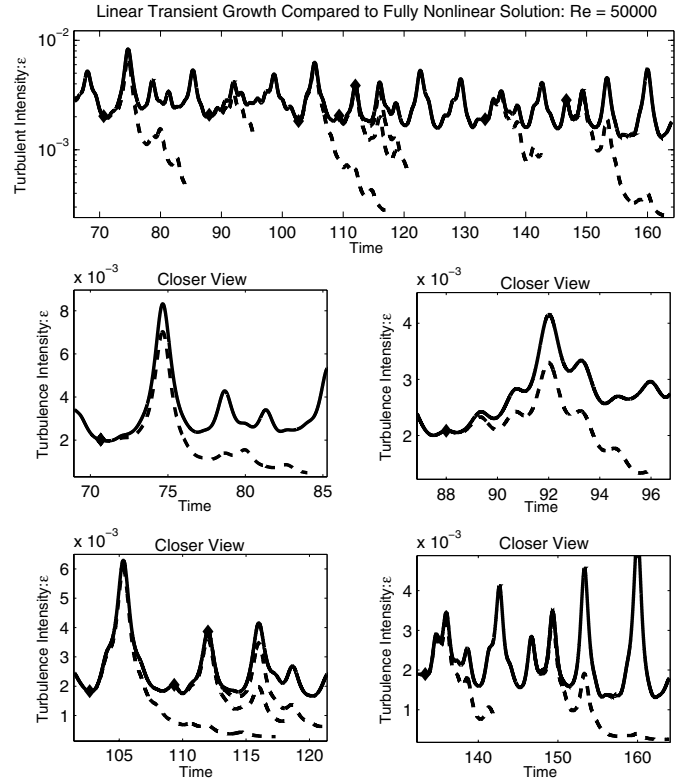 Linear Transient Growth Compared to Fully Nonlinear Solution: Re = 50000
10^-2
10^-3
Turbulent Intensity:ε
70 80 90 100 110 120 130 140 150 160
Time
x 10^-3
Closer View
8
6
4
2
Turbulence Intensity:ε
70 75 80 85
Time
x 10^-3
Closer View
4
3
2
Turbulence Intensity:ε
88 90 92 94 96
Time
x 10^-3
Closer View
6
5
4
3
2
1
Turbulence Intensity:ε
105 110 115 120
Time
x 10^-3
Closer View
4
3
2
1
Turbulence Intensity:ε
140 150 160
Time